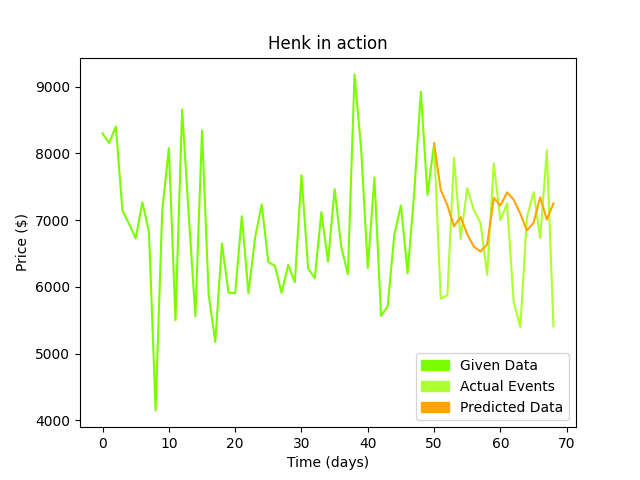 Henk in action
Price ($)
9000
8000
7000
6000
5000
4000
Given Data
Actual Events
Predicted Data
0 10 20 30 40 50 60 70
Time (days)